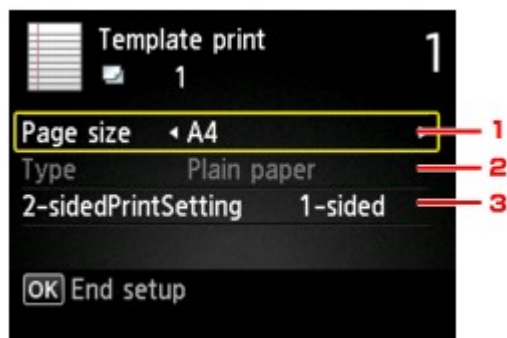 Template print
1
1
Page size A4
1
Type Plain paper
2
2-sidedPrintSetting 1-sided
3
OK End setup